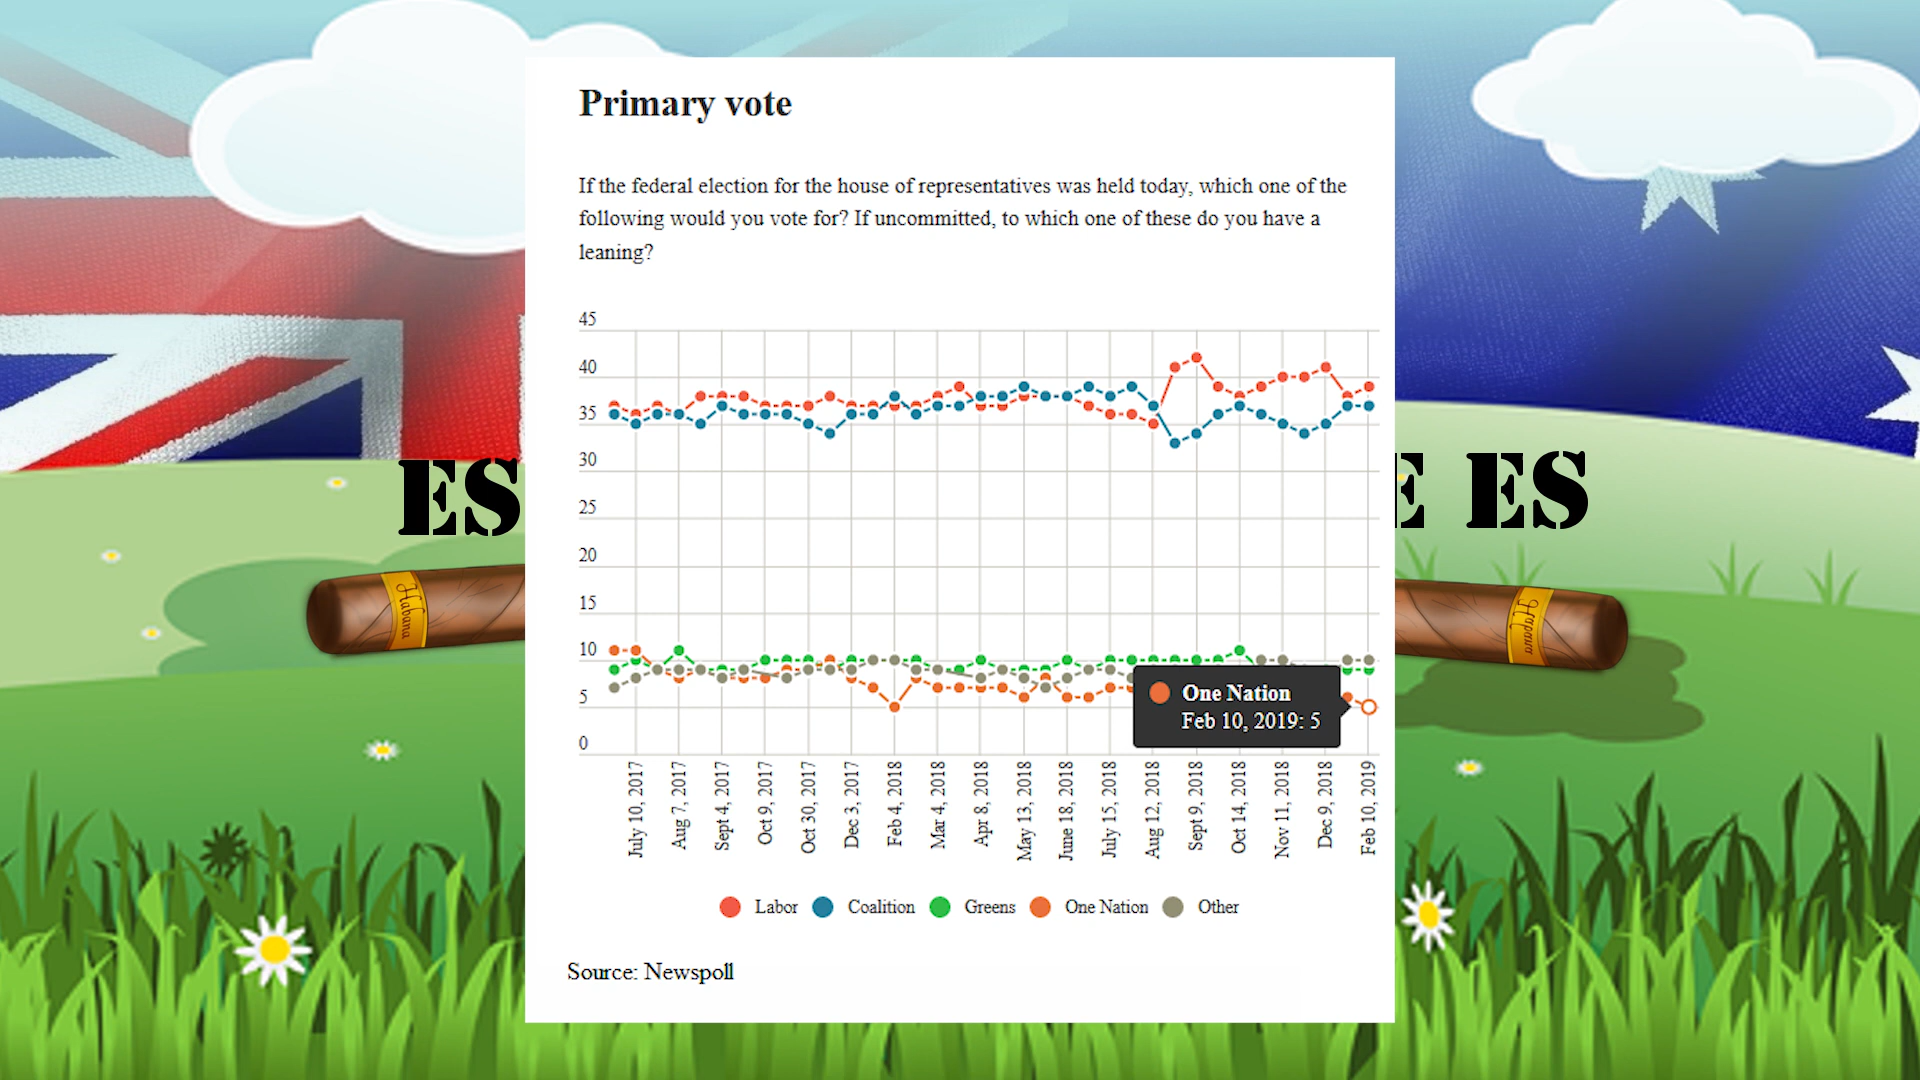 Primary vote
If the federal election for the house of representatives was held today, which one of the
following would you vote for? If uncommitted, to which one of these do you have a
leaning?
45
40
35
30
25
20
15
10
5
0
One Nation
Feb 10, 2019: 5
July 10, 2017
Aug 7, 2017
Sept 4, 2017
Oct 9, 2017
Oct 30, 2017
Dec 3, 2017
Feb 4, 2018
Mar 4, 2018
Apr 8, 2018
May 13, 2018
June 18, 2018
July 15, 2018
Aug 12, 2018
Sept 9, 2018
Oct 14, 2018
Nov 11, 2018
Dec 9, 2018
Feb 10, 2019
Labor Coalition Greens One Nation Other
Source: Newspoll
ES
E ES
Habana
Habana